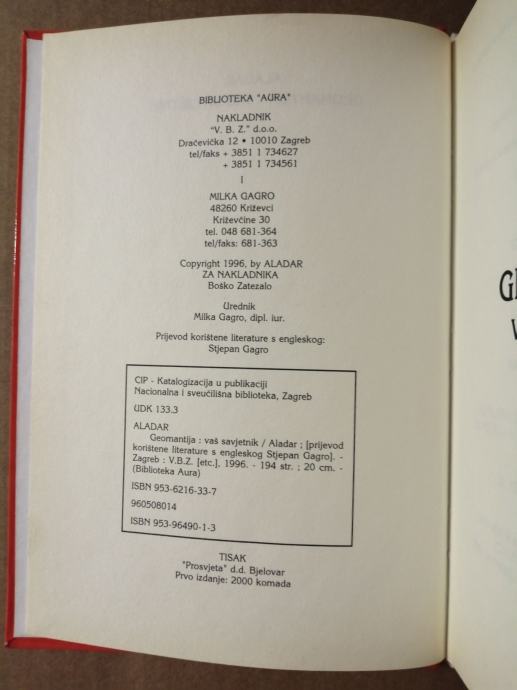 BIBLIOTEKA "AURA"
NAKLADNIK
"V. B. Z." d.o.o.
Dračevička 12 • 10010 Zagreb
tel/faks + 3851 1 734627
+ 3851 1 734561
I
MILKA GAGRO
48260 Križevci
Križevčine 30
tel. 048 681-364
tel/faks: 681-363
Copyright 1996, by ALADAR
ZA NAKLADNIKA
Boško Zatezalo
Urednik
Milka Gagro, dipl. iur.
Prijevod korištene literature s engleskog:
Stjepan Gagro
CIP - Katalogizacija u publikaciji
Nacionalna i sveučilišna biblioteka, Zagreb
UDK 133.3
ALADAR
Geomantija : vaš savjetnik / Aladar ; [prijevod
korištene literature s engleskog Stjepan Gagro]. -
Zagreb : V.B.Z. [etc.], 1996. - 194 str. ; 20 cm. -
(Biblioteka Aura)
ISBN 953-6216-33-7
960508014
ISBN 953-96490-1-3
TISAK
"Prosvjeta" d.d. Bjelovar
Prvo izdanje: 2000 komada